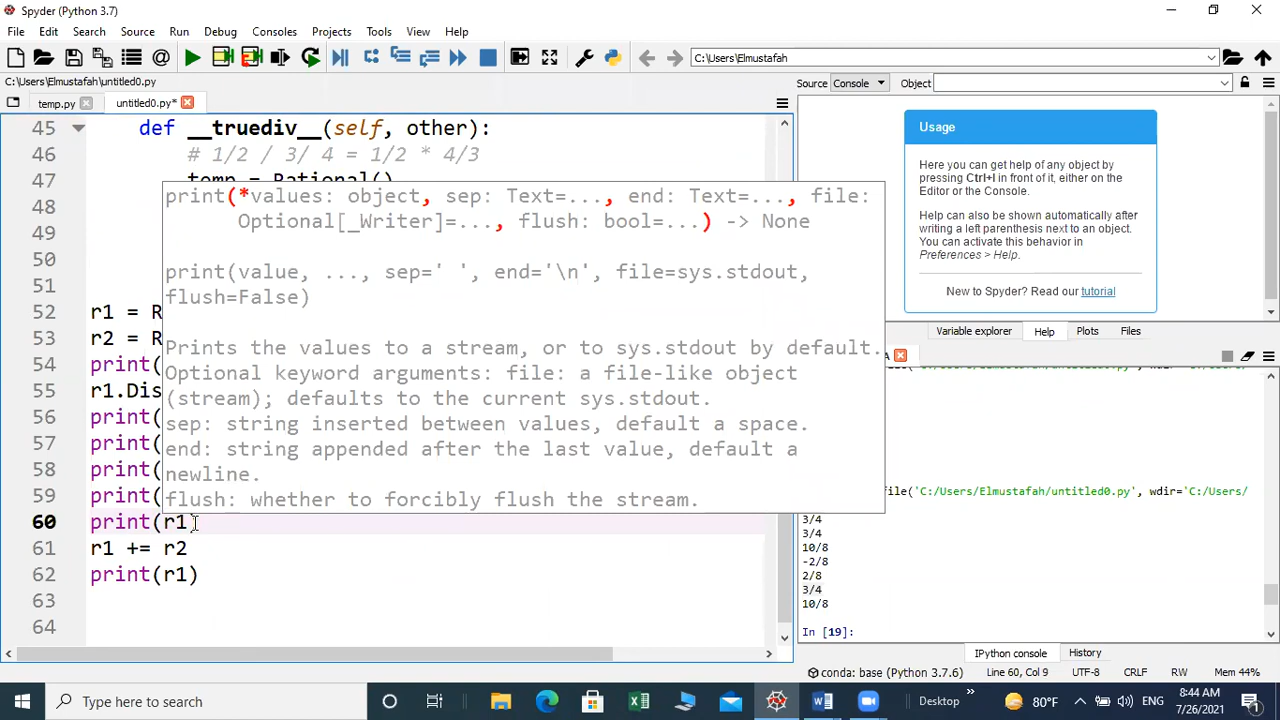 Spyder (Python 3.7)
File Edit Search Source Run Debug Consoles Projects Tools View Help
C:\Users\Elmustafah
C:\Users\Elmustafah\untitled0.py
Source Console Object
temp.py untitled0.py*
45 def __truediv__(self, other):
46 # 1/2 / 3/ 4 = 1/2 * 4/3
47 temp = Rational()
48
49
50
51
52 r1 = R
53 r2 = R
54 print(
55 r1.Dis
56 print(
57 print(
58 print(
59 print(
60 print(r1)
61 r1 += r2
62 print(r1)
63
64
print(*values: object, sep: Text=..., end: Text=..., file:
Optional[_Writer]=..., flush: bool=...) -> None
print(value, ..., sep=' ', end='\n', file=sys.stdout,
flush=False)
Prints the values to a stream, or to sys.stdout by default.
Optional keyword arguments: file: a file-like object
(stream); defaults to the current sys.stdout.
sep: string inserted between values, default a space.
end: string appended after the last value, default a
newline.
flush: whether to forcibly flush the stream.
Usage
Here you can get help of any object by
pressing Ctrl+I in front of it, either on the
Editor or the Console.
Help can also be shown automatically after
writing a left parenthesis next to an object.
You can activate this behavior in
Preferences > Help.
New to Spyder? Read our tutorial
Variable explorer Help Plots Files
file('C:/Users/Elmustafah/untitled0.py', wdir='C:/Users/
3/4
3/4
10/8
-2/8
2/8
3/4
10/8
In [19]:
IPython console History
conda: base (Python 3.7.6) Line 60, Col 9 UTF-8 CRLF RW Mem 44%
Type here to search
Desktop
80°F
ENG
8:44 AM
7/26/2021
1